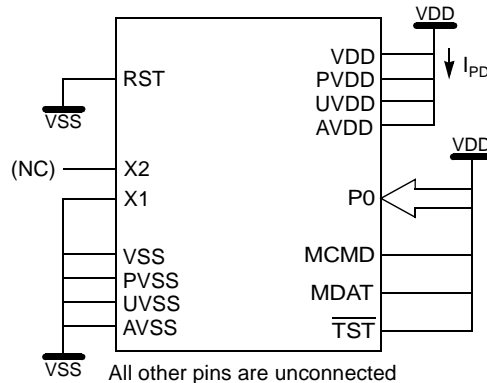 VDD
VDD
RST
PVDD
I PD
UVDD
VSS
AVDD
VDD
(NC)
X2
X1
P0
VSS
MCMD
PVSS
UVSS
MDAT
AVSS
TST
VSS
All other pins are unconnected